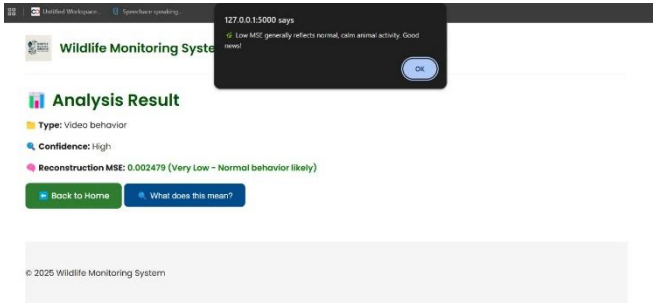 Untitled Workspace...
Speechace speaking...
127.0.0.1:5000 says
🌿 Low MSE generally reflects normal, calm animal activity. Good
news!
OK
Wildlife Monitoring Syste
📊 Analysis Result
📁 Type: Video behavior
🔍 Confidence: High
🧠 Reconstruction MSE: 0.002479 (Very Low - Normal behavior likely)
⬅ Back to Home
🔍 What does this mean?
© 2025 Wildlife Monitoring System